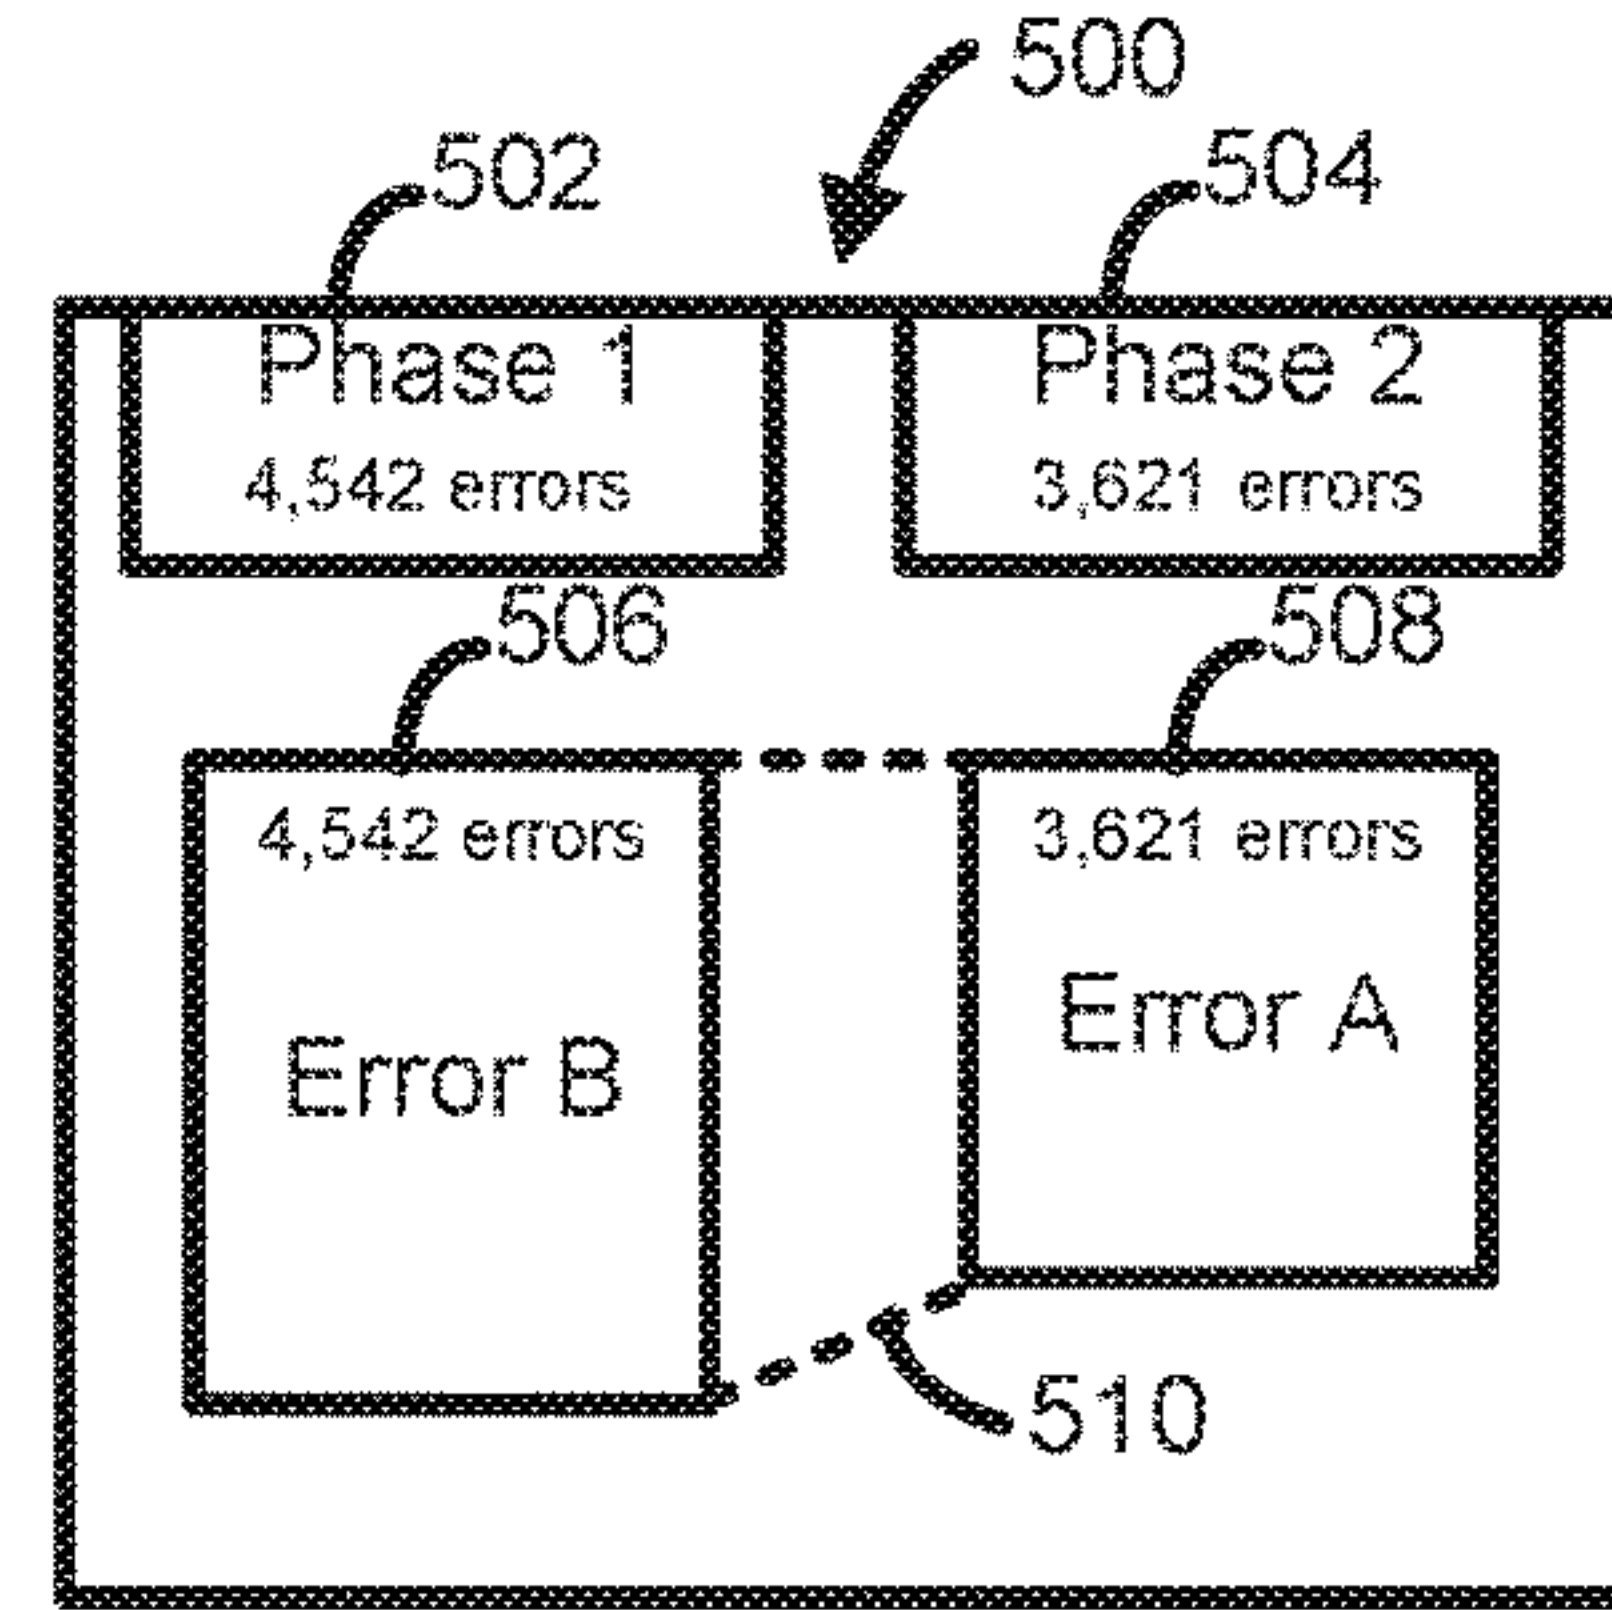 500
502
504
Phase 1
4,542 errors
Phase 2
3,621 errors
506
508
4,542 errors
Error B
3,621 errors
Error A
510